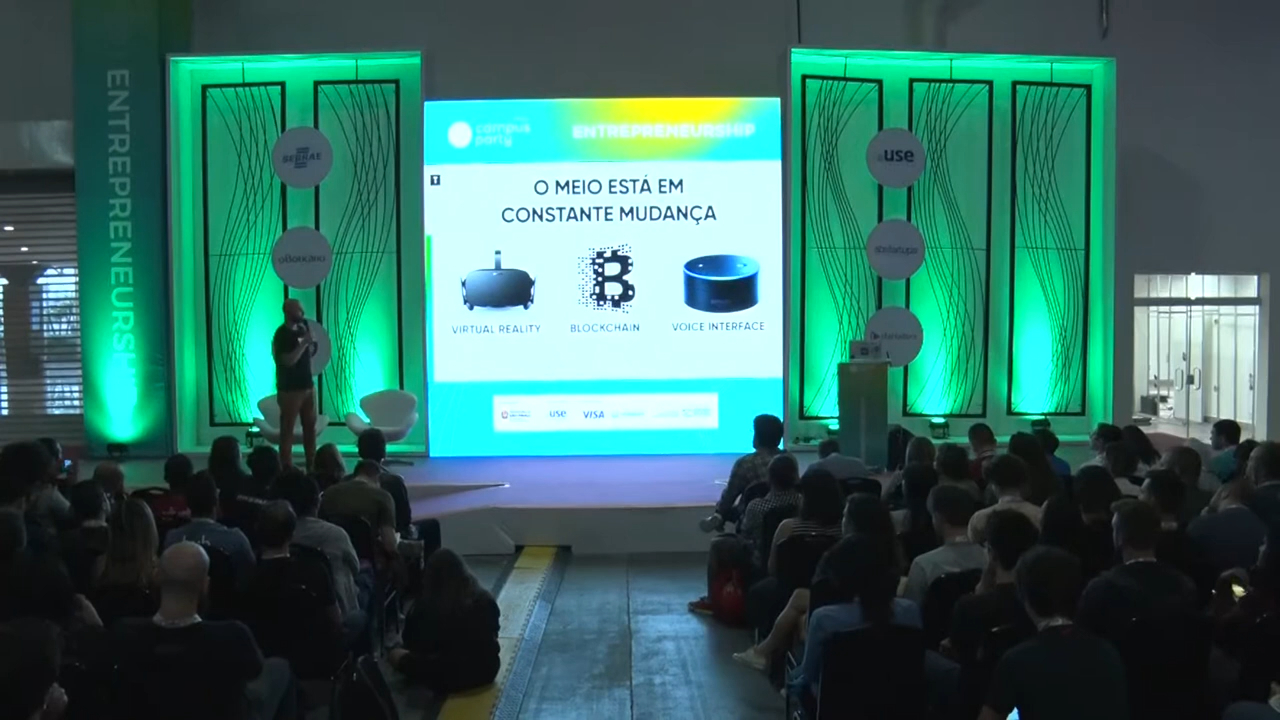 ENTREPRENEURSHIP
SEBRAE
campus
party
ENTREPRENEURSHIP
T
O MEIO ESTÁ EM
CONSTANTE MUDANÇA
VIRTUAL REALITY
BLOCKCHAIN
VOICE INTERFACE
use
VISA
use